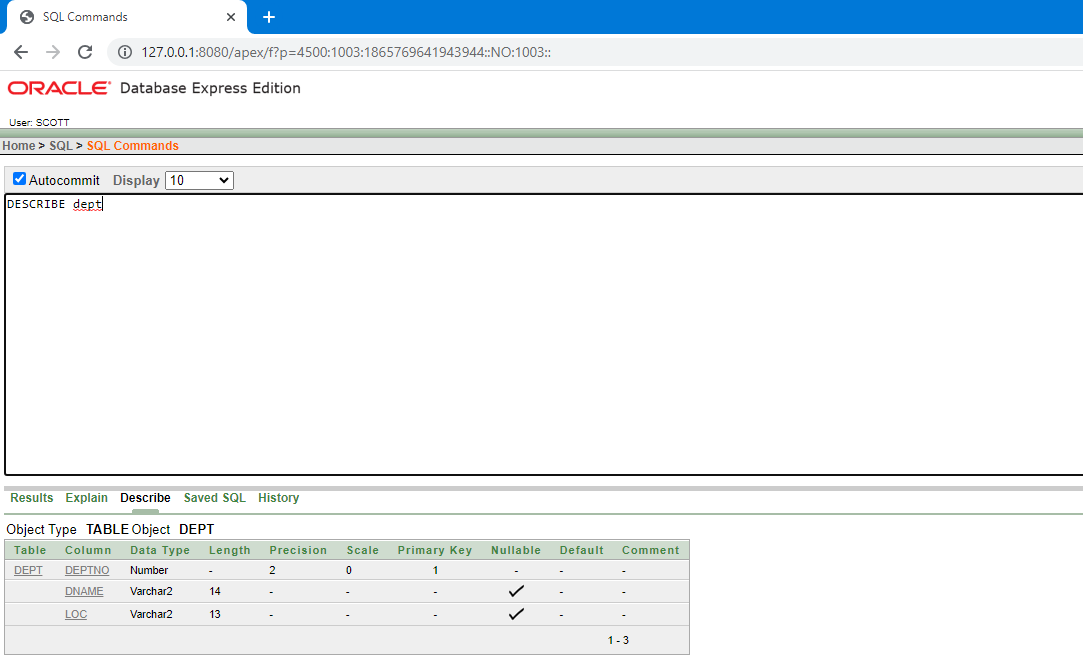 SQL Commands
127.0.0.1:8080/apex/f?p=4500:1003:1865769641943944::NO:1003::
ORACLE® Database Express Edition
User: SCOTT
Home > SQL > SQL Commands
Autocommit Display 10
DESCRIBE dept
Results Explain Describe Saved SQL History
Object Type TABLE Object DEPT
Table Column Data Type Length Precision Scale Primary Key Nullable Default Comment
DEPT DEPTNO Number - 2 0 1 - - -
DNAME Varchar2 14 - - - ✓ - -
LOC Varchar2 13 - - - ✓ - -
1 - 3